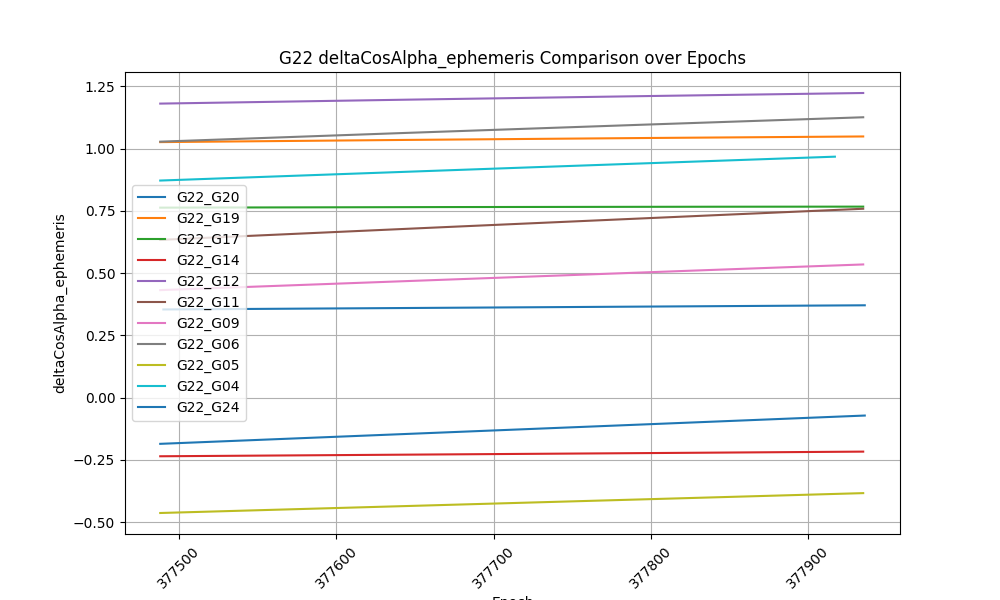 G22 deltaCosAlpha_ephemeris Comparison over Epochs
deltaCosAlpha_ephemeris
1.25
1.00
0.75
0.50
0.25
0.00
−0.25
−0.50
G22_G20
G22_G19
G22_G17
G22_G14
G22_G12
G22_G11
G22_G09
G22_G06
G22_G05
G22_G04
G22_G24
377500
377600
377700
377800
377900
Epoch